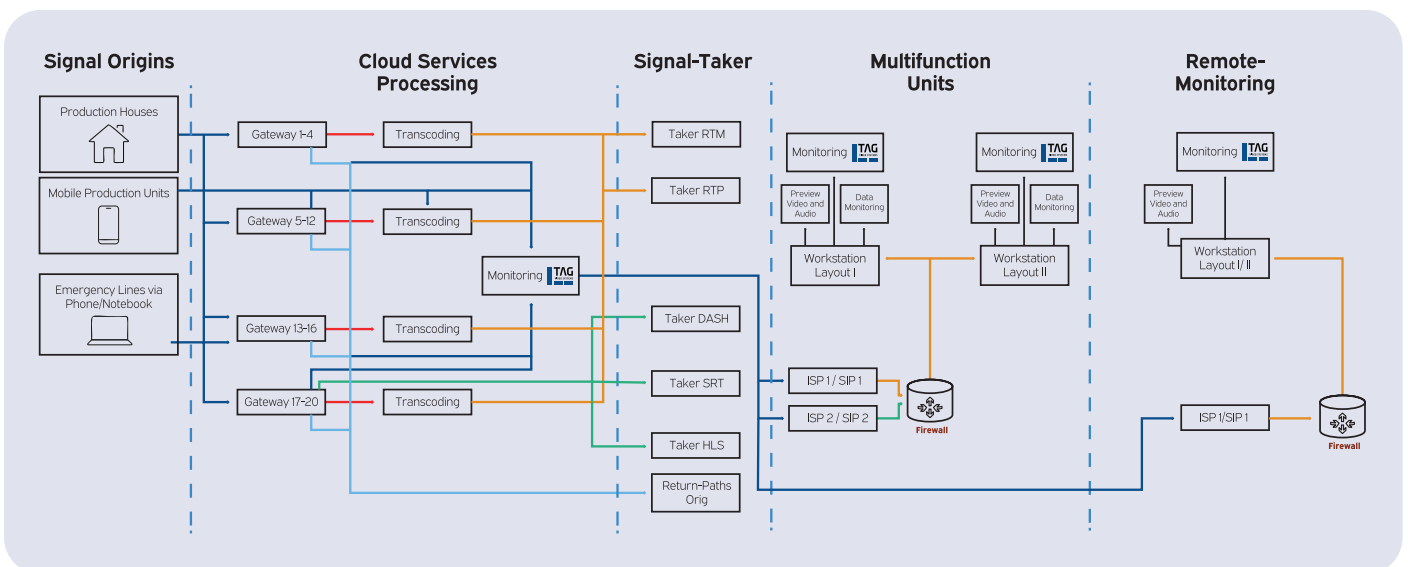 Signal Origins
Cloud Services
Processing
Signal-Taker
Multifunction
Units
Remote-
Monitoring
Production Houses
Mobile Production Units
Emergency Lines via
Phone/Notebook
Gateway 1-4
Transcoding
Gateway 5-12
Transcoding
Monitoring
TAG
Gateway 13-16
Transcoding
Gateway 17-20
Transcoding
Taker RTM
Taker RTP
Taker DASH
Taker SRT
Taker HLS
Return-Paths
Orig
Monitoring
TAG
Preview
Video and
Audio
Data
Monitoring
Workstation
Layout I
Monitoring
TAG
Preview
Video and
Audio
Data
Monitoring
Workstation
Layout II
ISP 1 / SIP 1
ISP 2 / SIP 2
Firewall
Monitoring
TAG
Preview
Video and
Audio
Workstation
Layout I/ II
ISP 1/SIP 1
Firewall